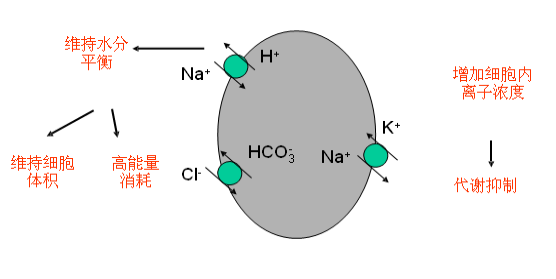 维持水分
平衡
H⁺
Na⁺
增加细胞内
离子浓度
K⁺
维持细胞
体积
高能量
消耗
HCO₃⁻
Na⁺
Cl⁻
代谢抑制